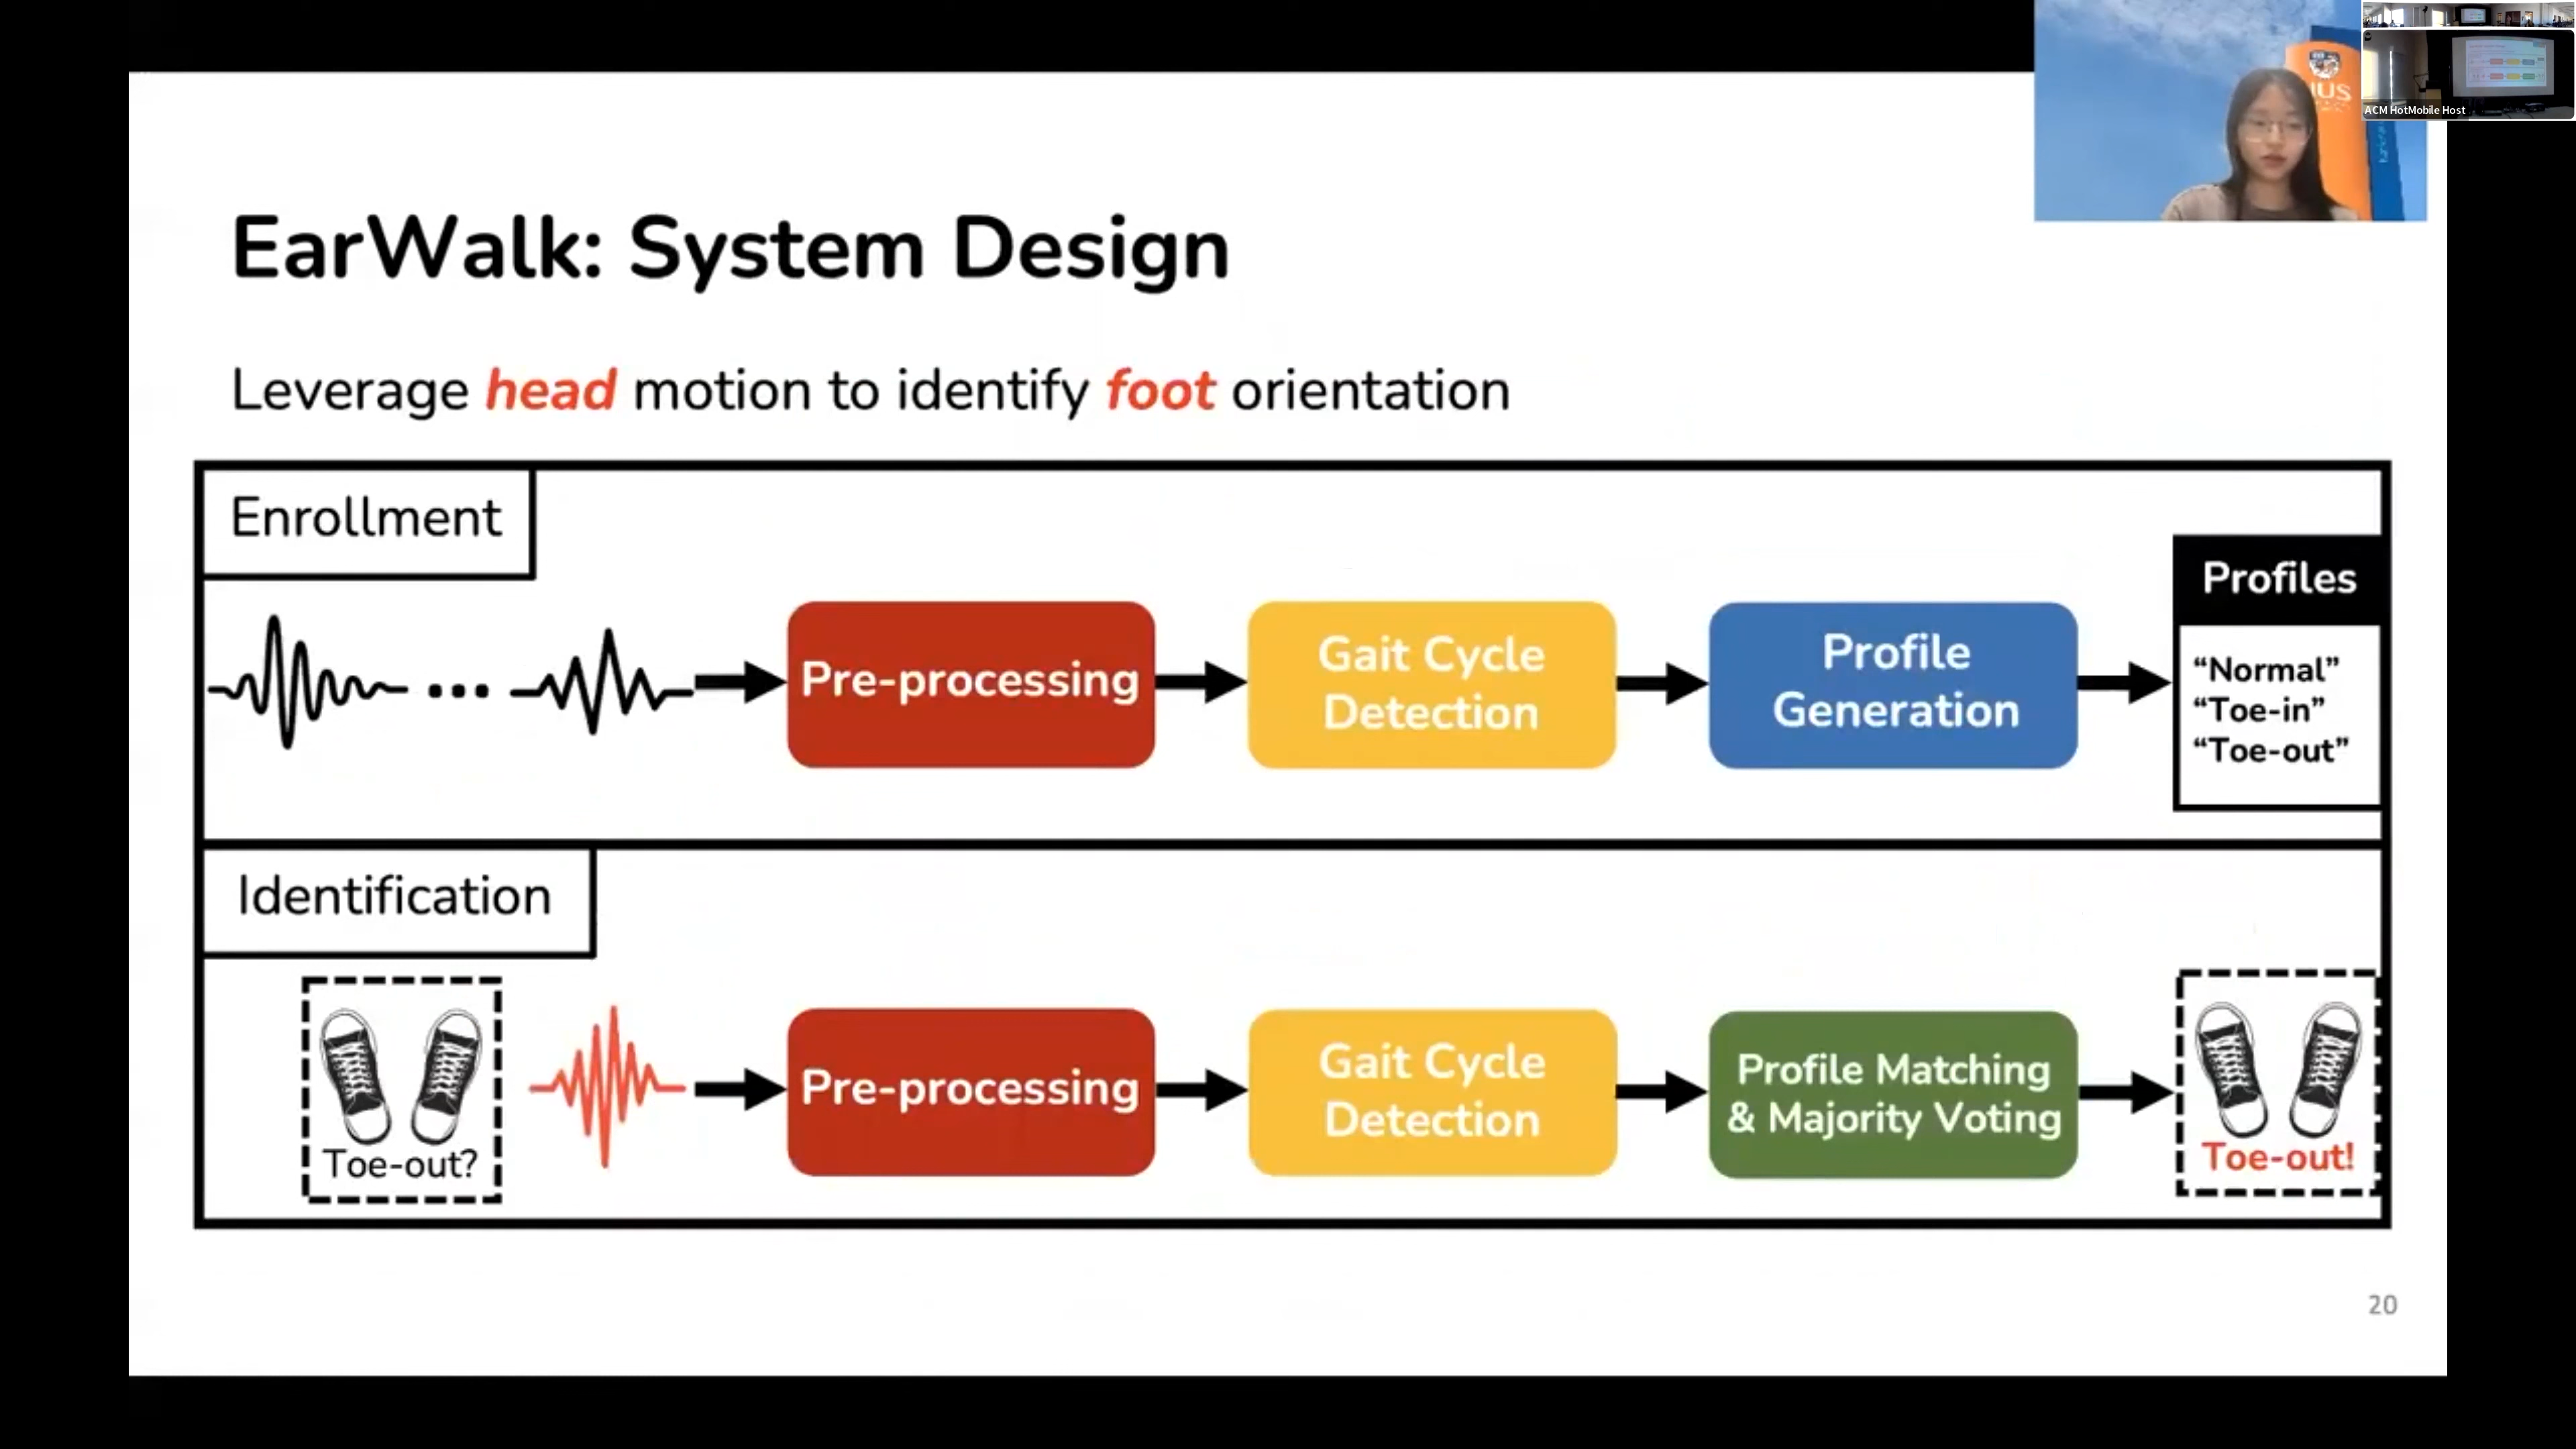 NUS
ACM HotMobile Host
EarWalk: System Design
Leverage head motion to identify foot orientation
Enrollment
Pre-processing
Gait Cycle
Detection
Profile
Generation
Profiles
“Normal”
“Toe-in”
“Toe-out”
Identification
Toe-out?
Pre-processing
Gait Cycle
Detection
Profile Matching
& Majority Voting
Toe-out!
20